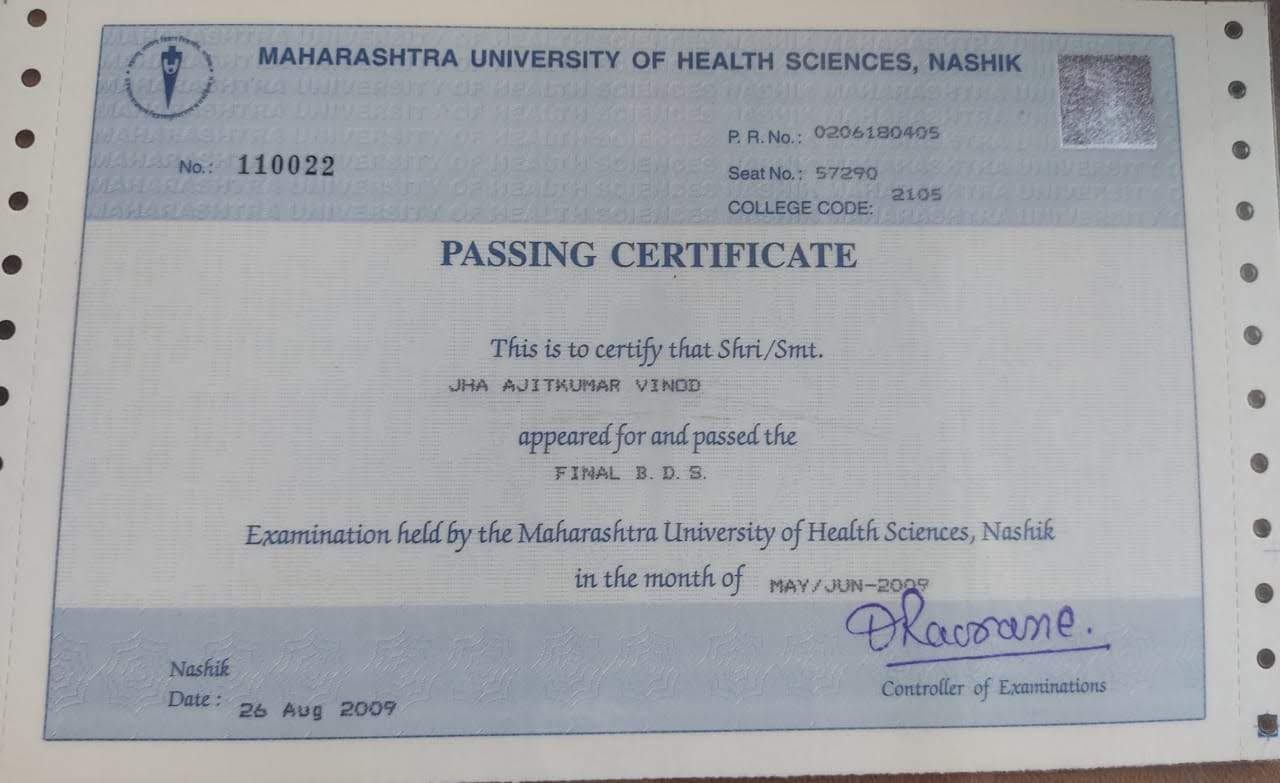 MAHARASHTRA UNIVERSITY OF HEALTH SCIENCES, NASHIK
P. R. No.: 0206180405
No.: 110022
Seat No.: 57290
COLLEGE CODE: 2105
PASSING CERTIFICATE
This is to certify that Shri/Smt.
JHA AJITKUMAR VINOD
appeared for and passed the
FINAL B. D. S.
Examination held by the Maharashtra University of Health Sciences, Nashik
in the month of MAY/JUN-2009
Nashik
Date : 26 Aug 2009
Controller of Examinations